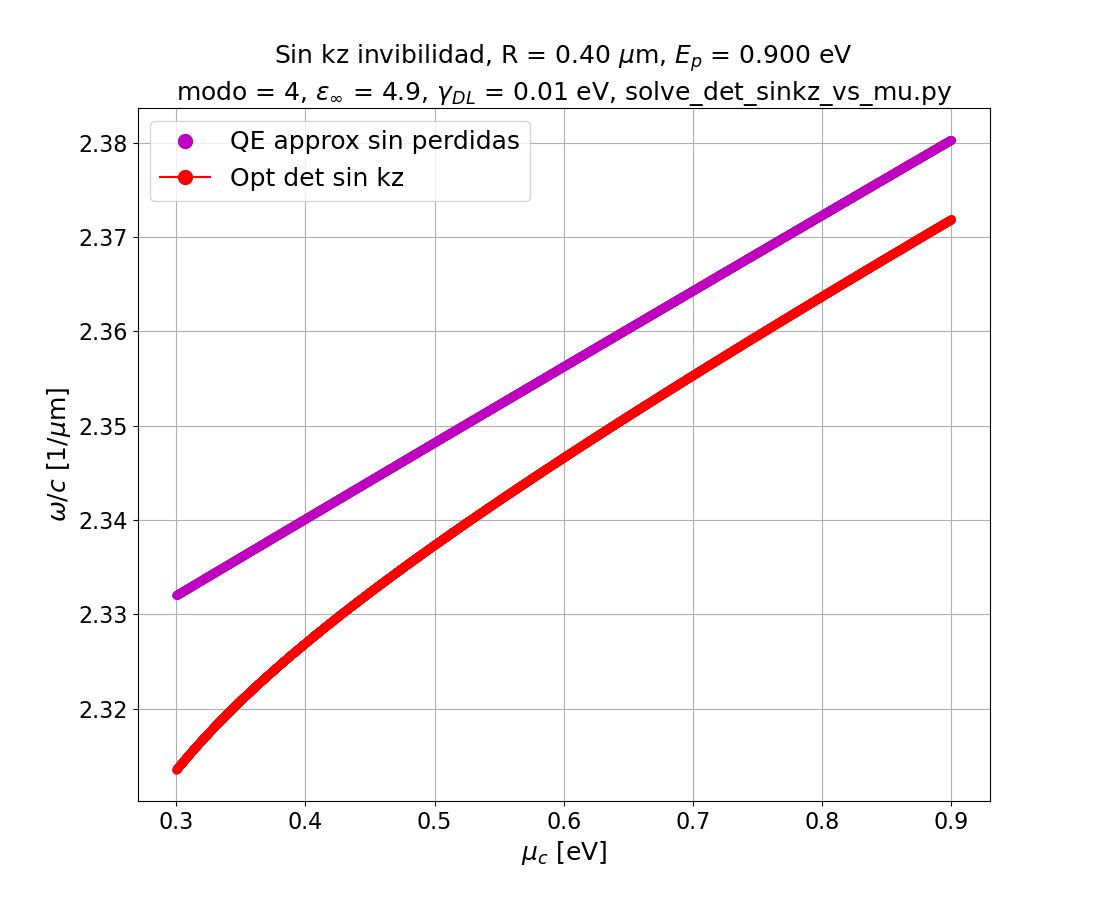 Sin kz invibilidad, R = 0.40 μm, $E_p$ = 0.900 eV
modo = 4, $ε_∞$ = 4.9, $γ_{DL}$ = 0.01 eV, solve_det_sinkz_vs_mu.py
QE approx sin perdidas
Opt det sin kz
2.38
2.37
2.36
2.35
2.34
2.33
2.32
ω/c [1/μm]
0.3 0.4 0.5 0.6 0.7 0.8 0.9
$μ_c$ [eV]